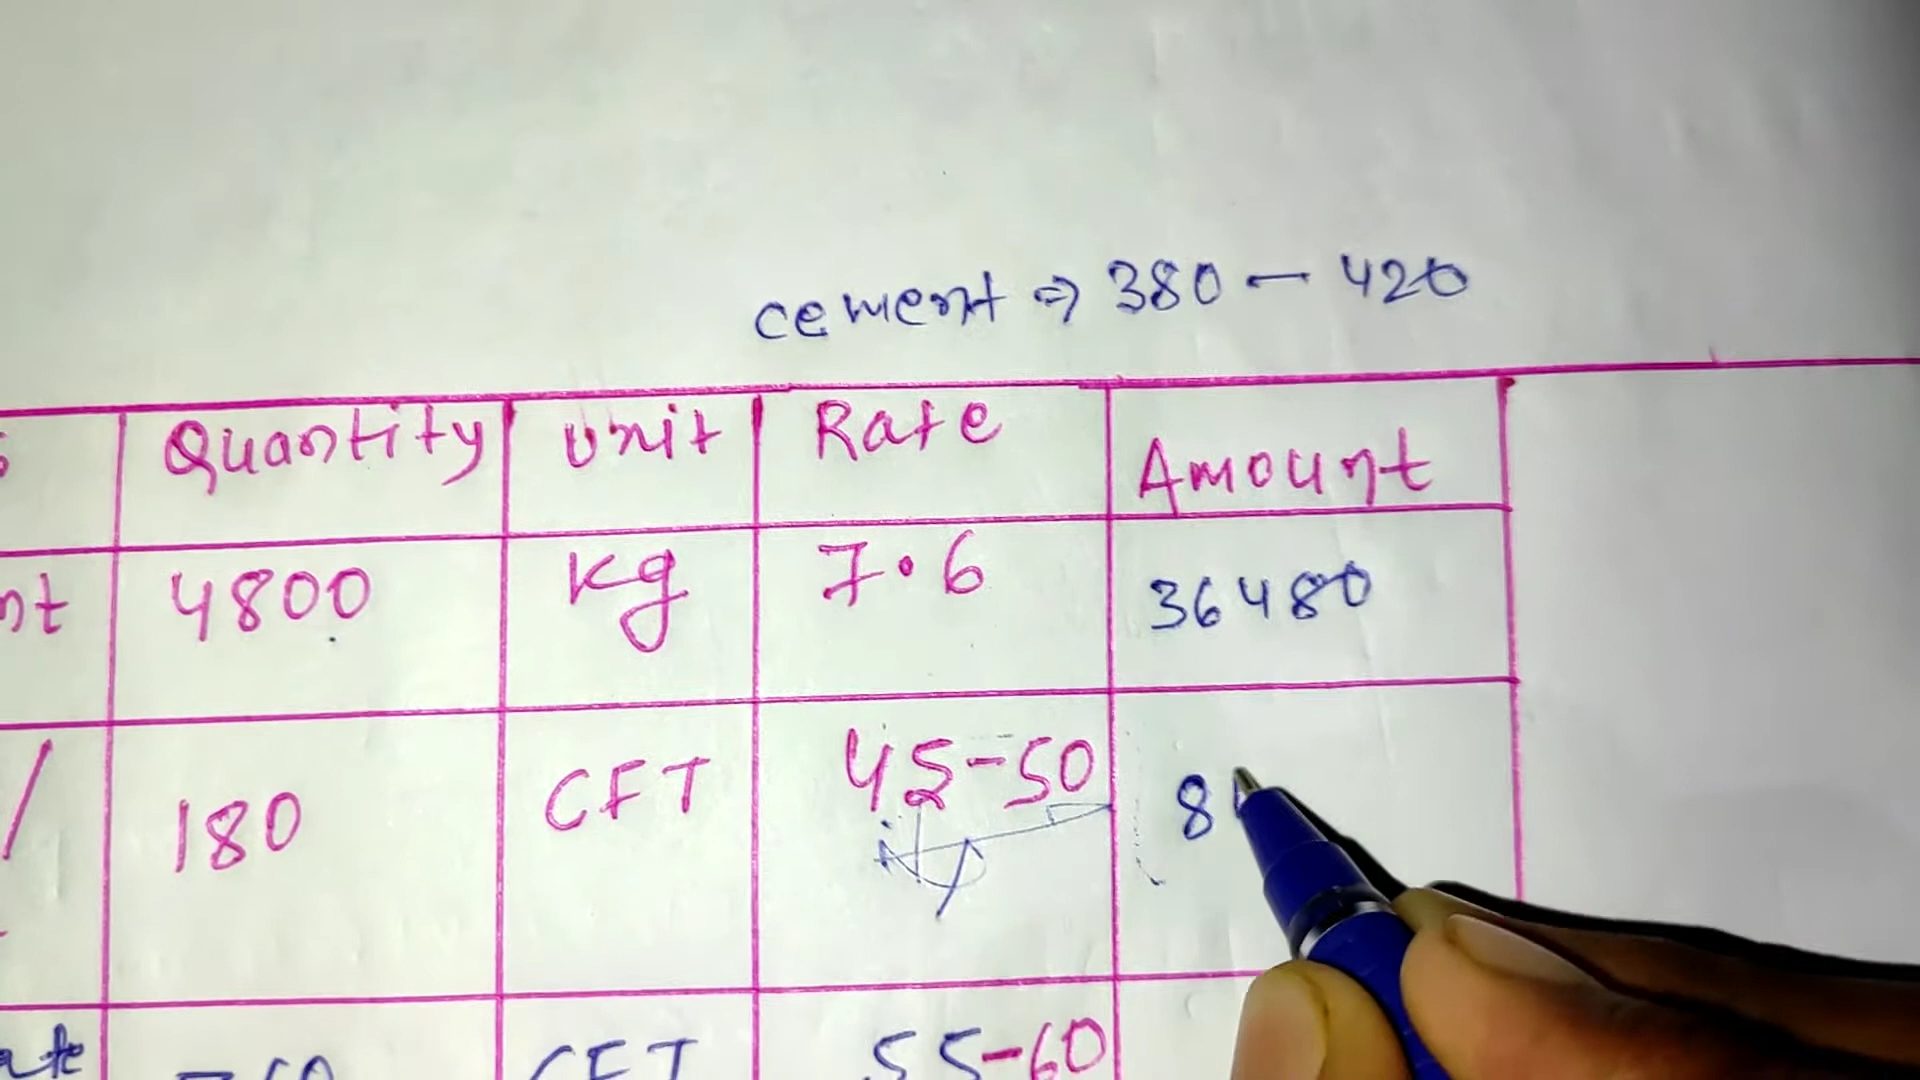 cement ⇒ 380 - 420
Quantity Unit Rate Amount
nt 4800 kg 7.6 36480
/ 180 CFT 45-50 8
CFT 55-60